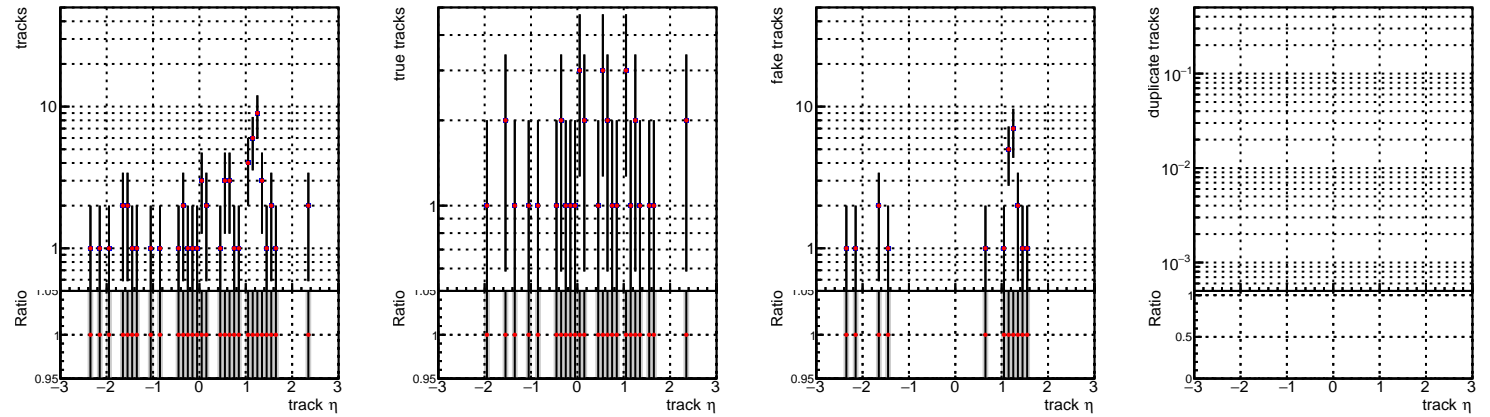 tracks
10
1
Ratio
1.05
1
0.95
−3 −2 −1 0 1 2 3
track η
true tracks
1
Ratio
1.05
1
0.95
−3 −2 −1 0 1 2 3
track η
fake tracks
10
1
Ratio
1.05
1
0.95
−3 −2 −1 0 1 2 3
track η
duplicate tracks
10−1
10−2
10−3
Ratio
1
0.5
0
−3 −2 −1 0 1 2 3
track η